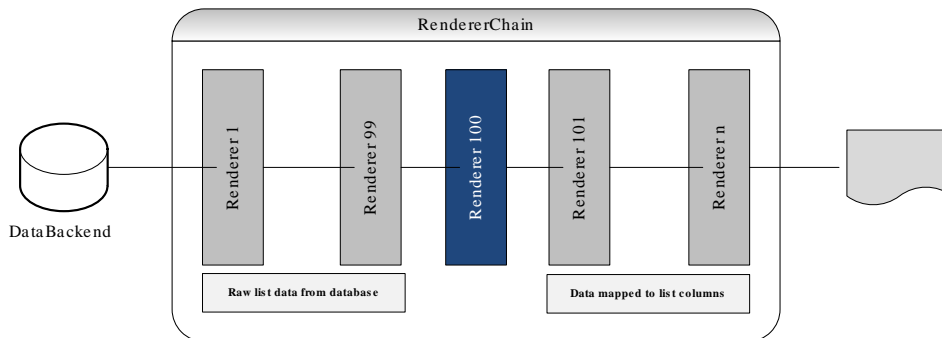 RendererChain
Renderer 1
Renderer 99
Renderer 100
Renderer 101
Renderer n
DataBackend
Raw list data from database
Data mapped to list columns